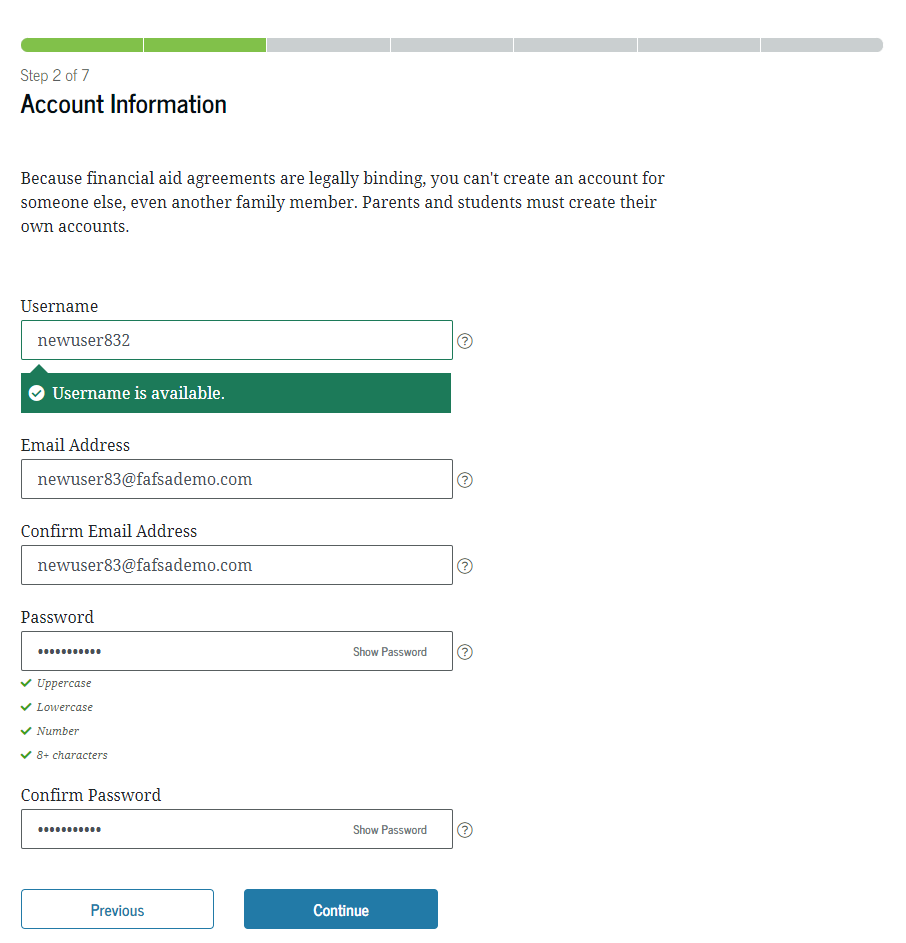 Step 2 of 7
Account Information
Because financial aid agreements are legally binding, you can't create an account for
someone else, even another family member. Parents and students must create their
own accounts.
Username
newuser832
?
Username is available.
Email Address
newuser83@fafsademo.com
?
Confirm Email Address
newuser83@fafsademo.com
?
Password
••••••••••• Show Password
?
Uppercase
Lowercase
Number
8+ characters
Confirm Password
••••••••••• Show Password
?
Previous
Continue